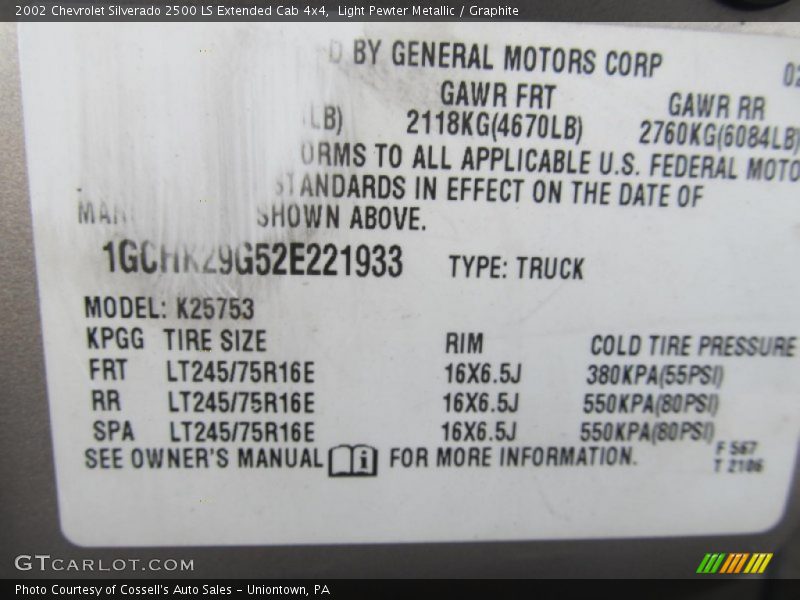 2002 Chevrolet Silverado 2500 LS Extended Cab 4x4, Light Pewter Metallic / Graphite
D BY GENERAL MOTORS CORP 02
GAWR FRT GAWR RR
LB) 2118KG(4670LB) 2760KG(6084LB)
ORMS TO ALL APPLICABLE U.S. FEDERAL MOTO
STANDARDS IN EFFECT ON THE DATE OF
SHOWN ABOVE.
1GCHK29G52E221933 TYPE: TRUCK
MODEL: K25753
KPGG TIRE SIZE RIM COLD TIRE PRESSURE
FRT LT245/75R16E 16X6.5J 380KPA(55PSI)
RR LT245/75R16E 16X6.5J 550KPA(80PSI)
SPA LT245/75R16E 16X6.5J 550KPA(80PSI)
SEE OWNER'S MANUAL i FOR MORE INFORMATION.
F 567
T 2106
GTCARLOT.COM
Photo Courtesy of Cossell's Auto Sales - Uniontown, PA